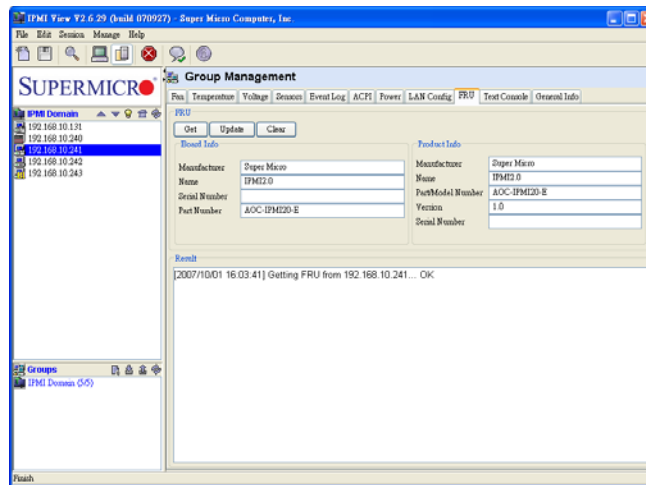 IPMI View V2.6.29 (build 070927) - Super Micro Computer, Inc.
File Edit Session Manage Help
SUPERMICRO
Group Management
Fan Temperature Voltage Sensors Event Log ACPI Power LAN Config FRU Text Console General Info
IPMI Domain
192.168.10.131
192.168.10.240
192.168.10.241
192.168.10.242
192.168.10.243
FRU
Get Update Clear
Board Info
Manufacturer Super Micro
Name IPMI2.0
Serial Number
Part Number AOC-IPMI20-E
Product Info
Manufacturer Super Micro
Name IPMI2.0
Part/Model Number AOC-IPMI20-E
Version 1.0
Serial Number
Result
[2007/10/01 16:03:41] Getting FRU from 192.168.10.241... OK
Groups
IPMI Domain (5/5)
Finish